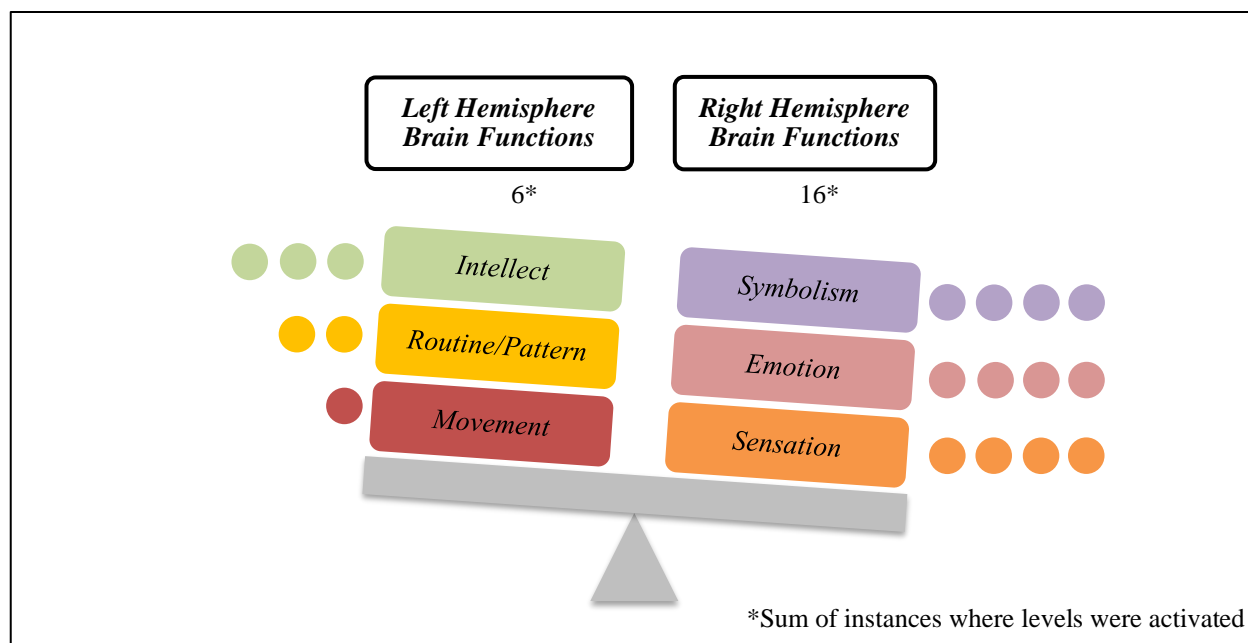 Left Hemisphere
Brain Functions
Right Hemisphere
Brain Functions
6*
16*
Intellect
Symbolism
Routine/Pattern
Emotion
Movement
Sensation
*Sum of instances where levels were activated